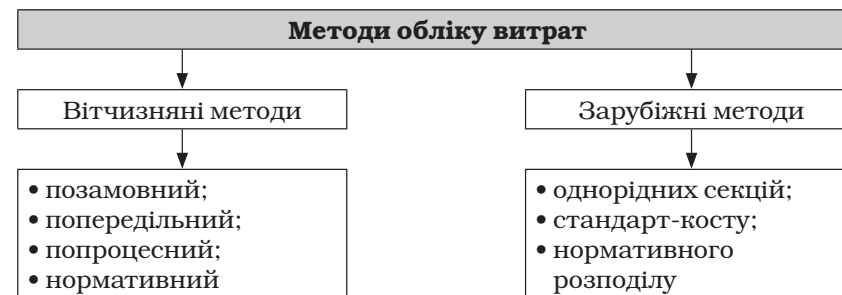 Методи обліку витрат
Вітчизняні методи
Зарубіжні методи
• позамовний;
• попередільний;
• попроцесний;
• нормативний
• однорідних секцій;
• стандарт-косту;
• нормативного
розподілу